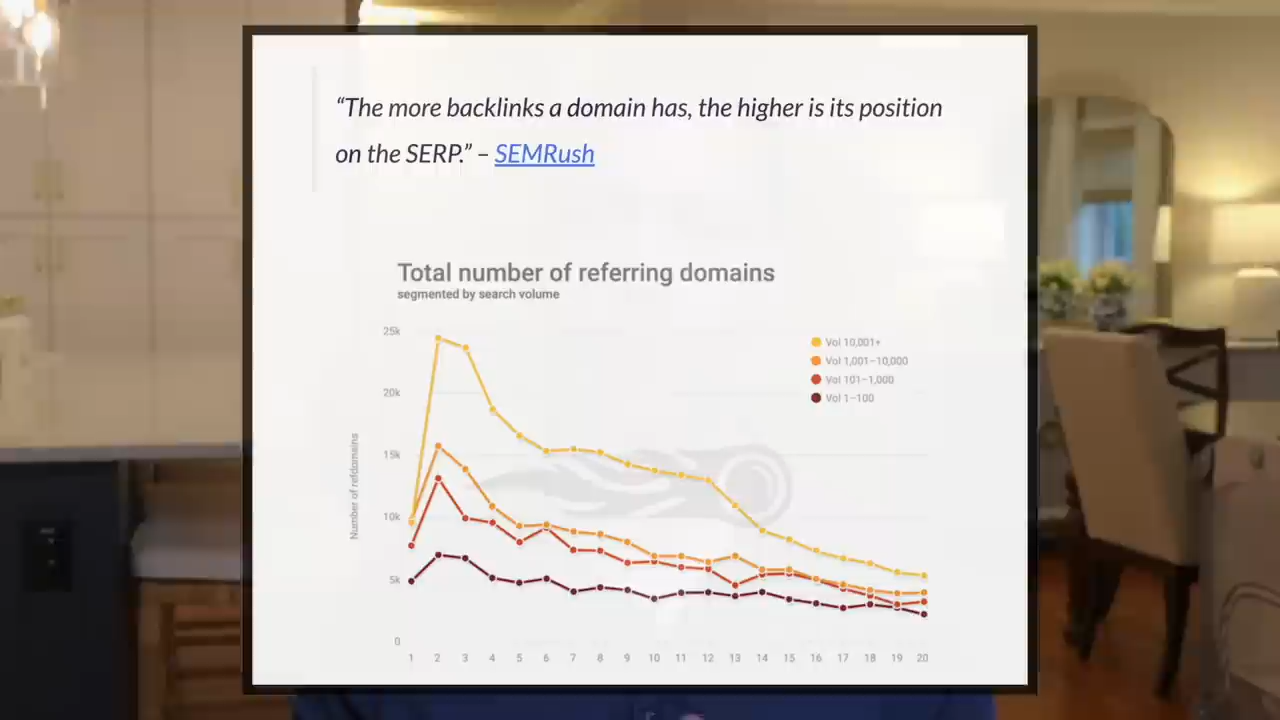 “The more backlinks a domain has, the higher is its position
on the SERP.” – SEMRush
Total number of referring domains
segmented by search volume
25k
20k
15k
10k
5k
0
Number of refdomains
Vol 10,001+
Vol 1,001–10,000
Vol 101–1,000
Vol 1–100
1 2 3 4 5 6 7 8 9 10 11 12 13 14 15 16 17 18 19 20